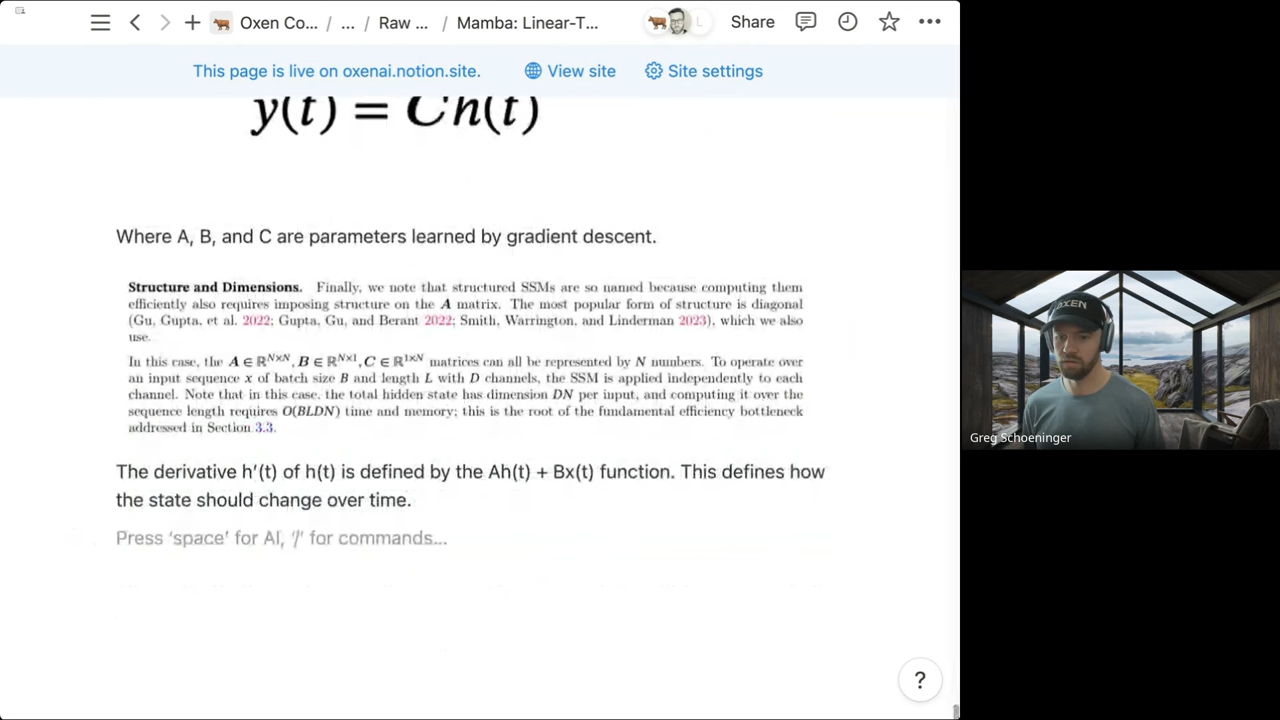 Oxen Co... / ... / Raw ... / Mamba: Linear-T... L Share
This page is live on oxenai.notion.site. View site Site settings
y(t) = Ch(t)
Where A, B, and C are parameters learned by gradient descent.
Structure and Dimensions. Finally, we note that structured SSMs are so named because computing them
efficiently also requires imposing structure on the A matrix. The most popular form of structure is diagonal
(Gu, Gupta, et al. 2022; Gupta, Gu, and Berant 2022; Smith, Warrington, and Linderman 2023), which we also
use.
In this case, the A ∈ ℝᴺˣᴺ, B ∈ ℝᴺˣ¹, C ∈ ℝ¹ˣᴺ matrices can all be represented by N numbers. To operate over
an input sequence x of batch size B and length L with D channels, the SSM is applied independently to each
channel. Note that in this case, the total hidden state has dimension DN per input, and computing it over the
sequence length requires O(BLDN) time and memory; this is the root of the fundamental efficiency bottleneck
addressed in Section 3.3.
The derivative h'(t) of h(t) is defined by the Ah(t) + Bx(t) function. This defines how
the state should change over time.
Press 'space' for AI, '/' for commands...
?
OXEN
Greg Schoeninger